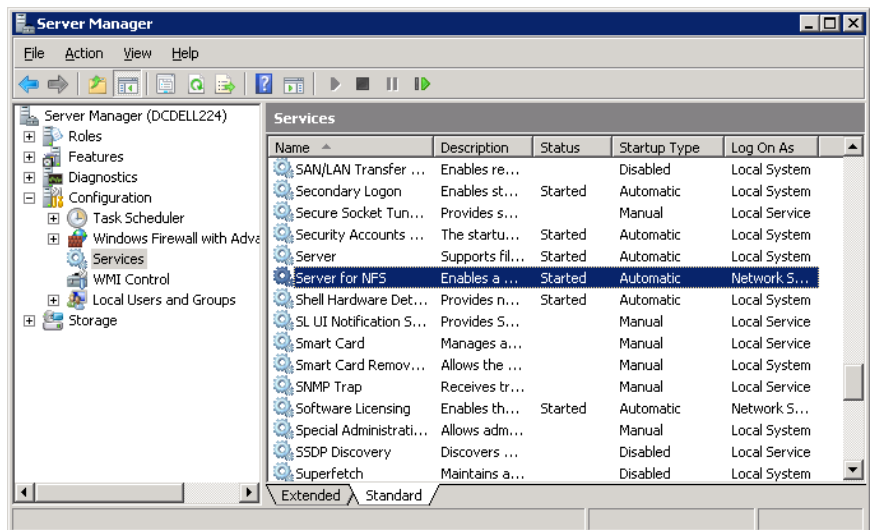 Server Manager
File Action View Help
Server Manager (DCDELL224)
Roles
Features
Diagnostics
Configuration
Task Scheduler
Windows Firewall with Adva
Services
WMI Control
Local Users and Groups
Storage
Services
Name Description Status Startup Type Log On As
SAN/LAN Transfer ... Enables re... Disabled Local System
Secondary Logon Enables st... Started Automatic Local System
Secure Socket Tun... Provides s... Manual Local Service
Security Accounts ... The startu... Started Automatic Local System
Server Supports fil... Started Automatic Local System
Server for NFS Enables a ... Started Automatic Network S...
Shell Hardware Det... Provides n... Started Automatic Local System
SL UI Notification S... Provides S... Manual Local Service
Smart Card Manages a... Manual Local Service
Smart Card Remov... Allows the ... Manual Local System
SNMP Trap Receives tr... Manual Local Service
Software Licensing Enables th... Started Automatic Network S...
Special Administrati... Allows adm... Manual Local System
SSDP Discovery Discovers ... Disabled Local Service
Superfetch Maintains a... Disabled Local System
Extended Standard